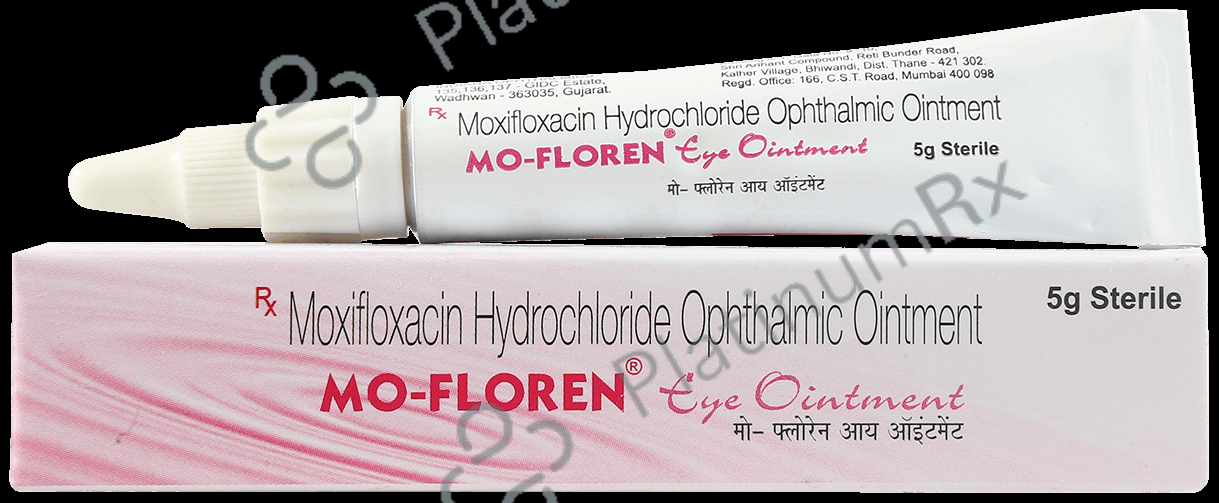 Platinum
135,136,137 - GIDC Estate,
Wadhwan - 363035, Gujarat.
Shri Arihant Compound, Reti Bunder Road,
Kalher Village, Bhiwandi, Dist. Thane - 421 302.
Regd. Office: 166, C.S.T. Road, Mumbai 400 098
Rx Moxifloxacin Hydrochloride Ophthalmic Ointment
MO-FLOREN® Eye Ointment 5g Sterile
मो- फ्लोरेन आय ऑइंटमेंट
PlatinumRx
Rx Moxifloxacin Hydrochloride Ophthalmic Ointment 5g Sterile
MO-FLOREN® Eye Ointment
मो- फ्लोरेन आय ऑइंटमेंट